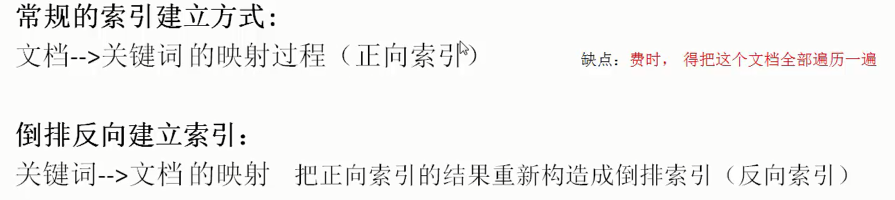 常规的索引建立方式:
文档-->关键词 的映射过程（正向索引） 缺点：费时， 得把这个文档全部遍历一遍
倒排反向建立索引：
关键词-->文档 的映射 把正向索引的结果重新构造成倒排索引（反向索引）